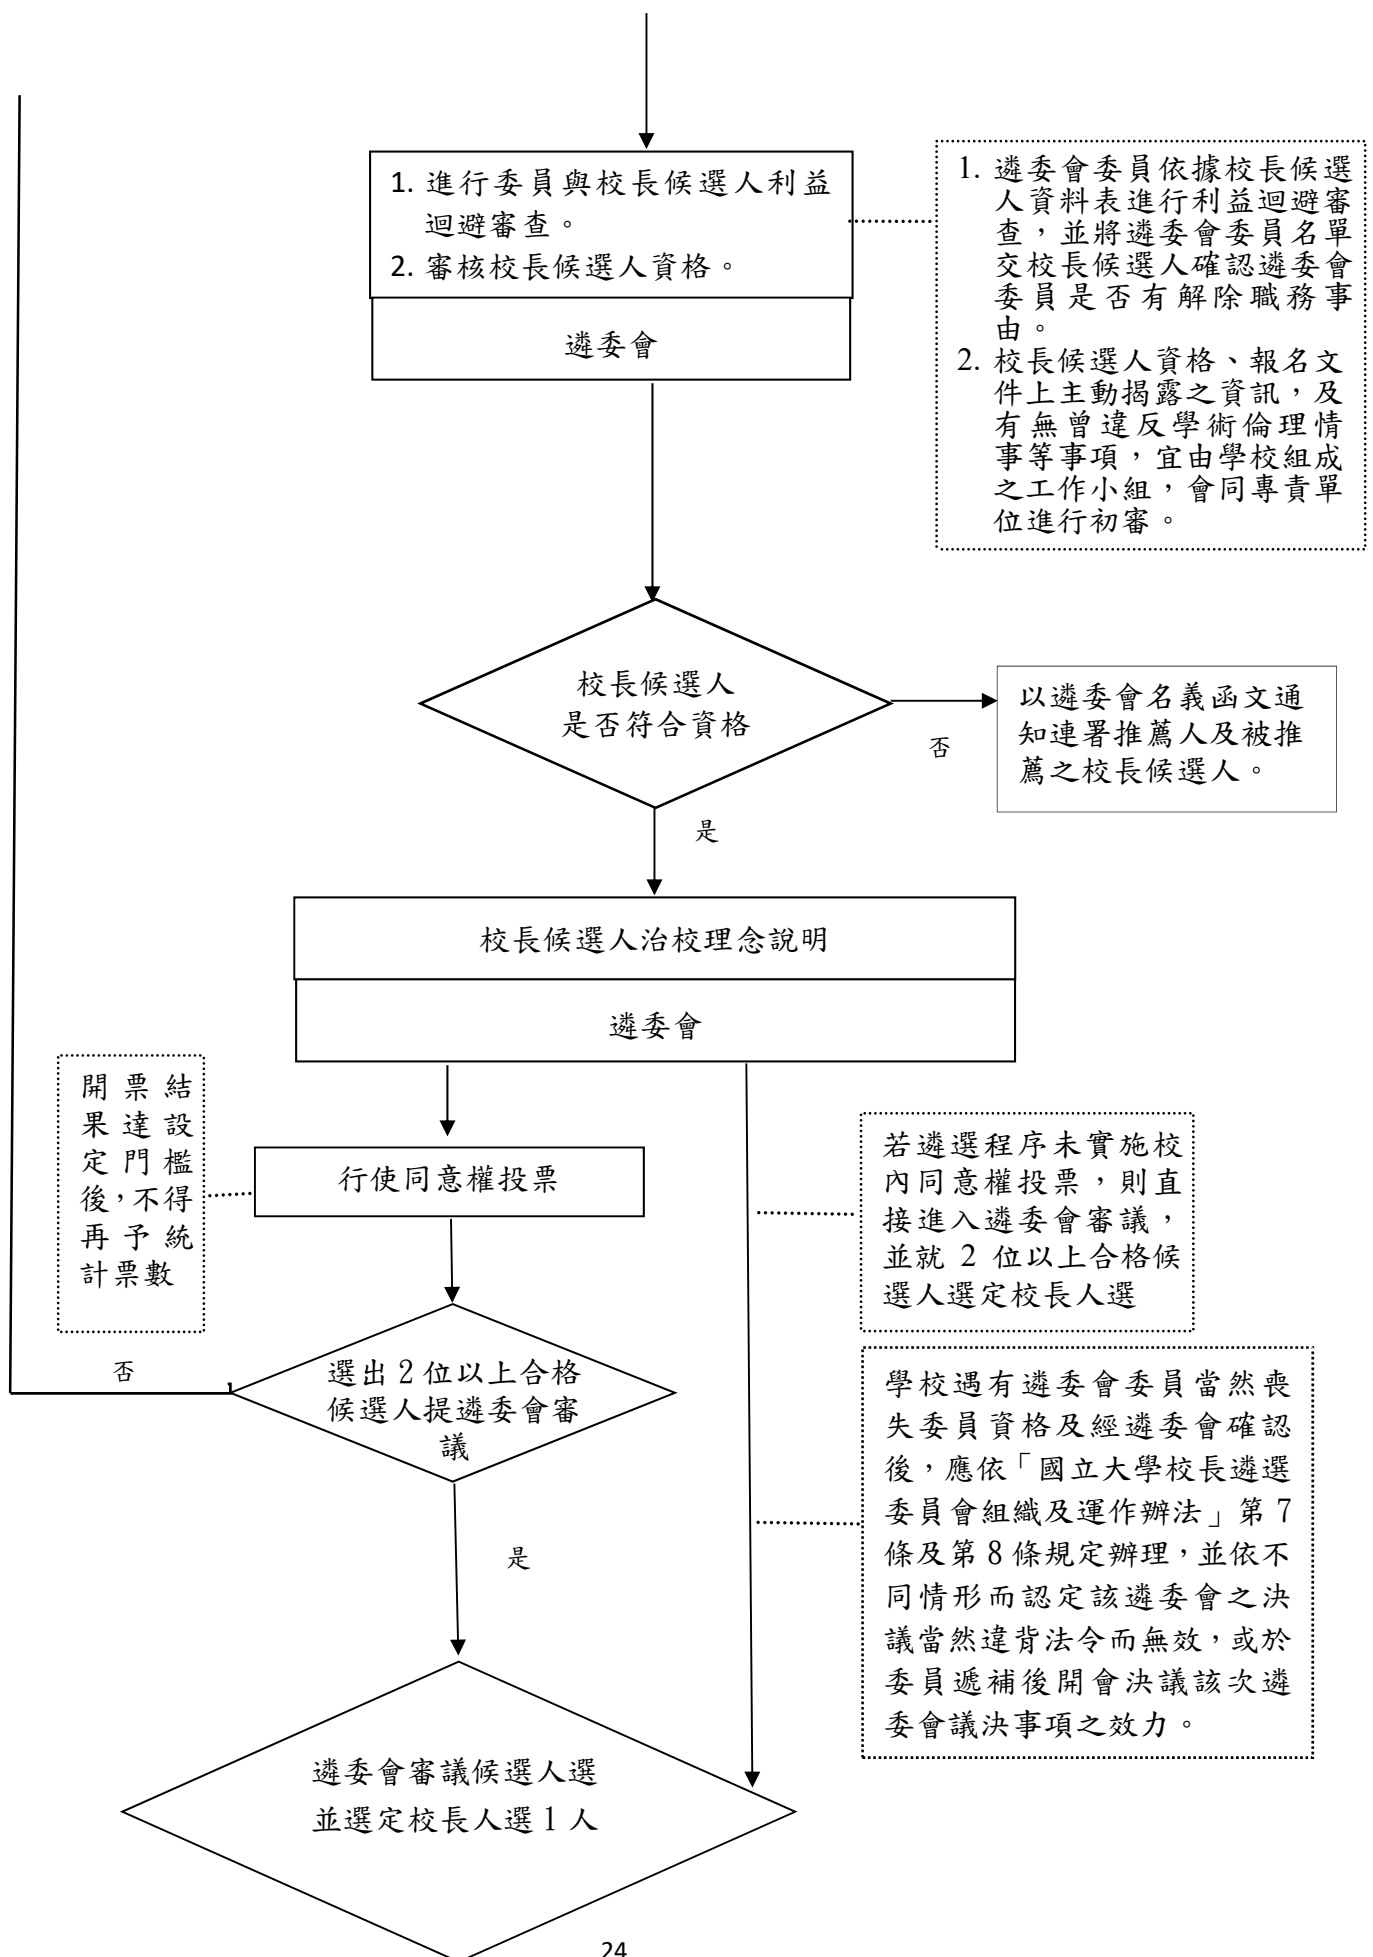 1. 進行委員與校長候選人利益
迴避審查。
2. 審核校長候選人資格。
遴委會
1. 遴委會委員依據校長候選
人資料表進行利益迴避審
查，並將遴委會委員名單
交校長候選人確認遴委會
委員是否有解除職務事
由。
2. 校長候選人資格、報名文
件上主動揭露之資訊，及
有無曾違反學術倫理情
事等事項，宜由學校組成
之工作小組，會同專責單
位進行初審。
校長候選人
是否符合資格
否
以遴委會名義函文通
知連署推薦人及被推
薦之校長候選人。
是
校長候選人治校理念說明
遴委會
開票結
果達設
定門檻
後，不得
再予統
計票數
行使同意權投票
若遴選程序未實施校
內同意權投票，則直
接進入遴委會審議，
並就 2 位以上合格候
選人選定校長人選
否
選出 2 位以上合格
候選人提遴委會審
議
學校遇有遴委會委員當然喪
失委員資格及經遴委會確認
後，應依「國立大學校長遴選
委員會組織及運作辦法」第 7
條及第 8 條規定辦理，並依不
同情形而認定該遴委會之決
議當然違背法令而無效，或於
委員遞補後開會決議該次遴
委會議決事項之效力。
是
遴委會審議候選人選
並選定校長人選 1 人
24